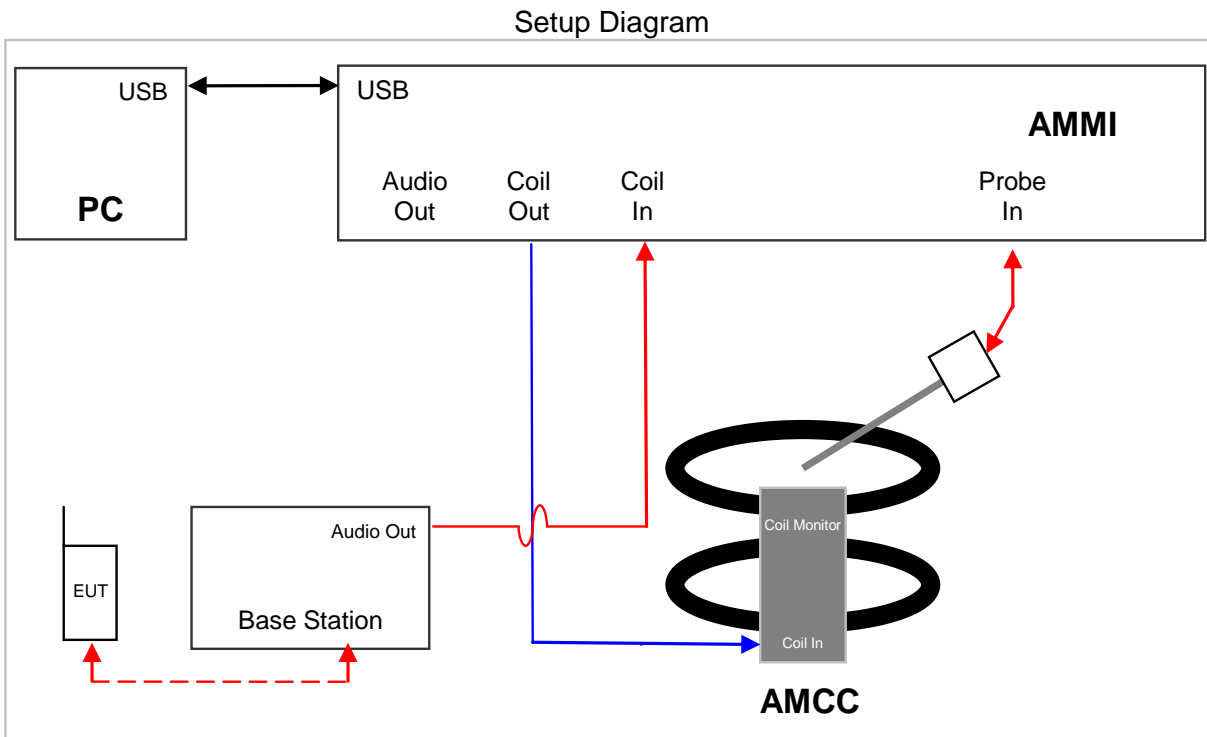 Setup Diagram
USB
PC
USB
AMMI
Audio
Out
Coil
Out
Coil
In
Probe
In
EUT
Audio Out
Base Station
Coil Monitor
Coil In
AMCC